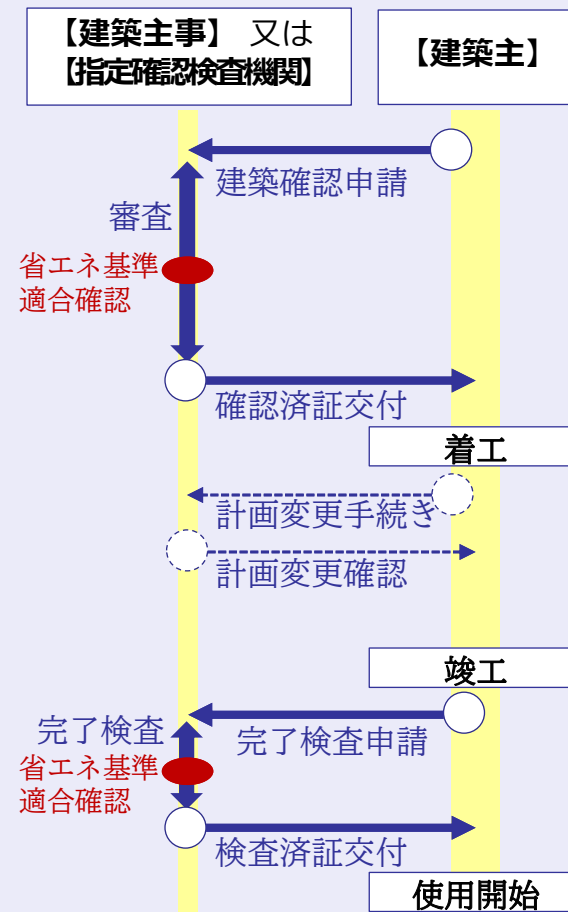 【建築主事】 又は
【指定確認検査機関】
【建築主】
建築確認申請
審査
省エネ基準
適合確認
確認済証交付
着工
計画変更手続き
計画変更確認
竣工
完了検査
完了検査申請
省エネ基準
適合確認
検査済証交付
使用開始